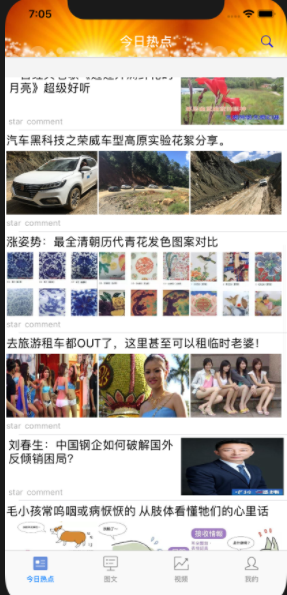 7:05
今日热点
月亮》超级好听
star comment
汽车黑科技之荣威车型高原实验花絮分享。
star comment
涨姿势：最全清朝历代青花发色图案对比
star comment
去旅游租车都OUT了，这里甚至可以租临时老婆！
star comment
刘春生：中国钢企如何破解国外
反倾销困局？
star comment
毛小孩常呜咽或病恹恹的 从肢体看懂牠们的心里话
今日热点
图文
视频
我的